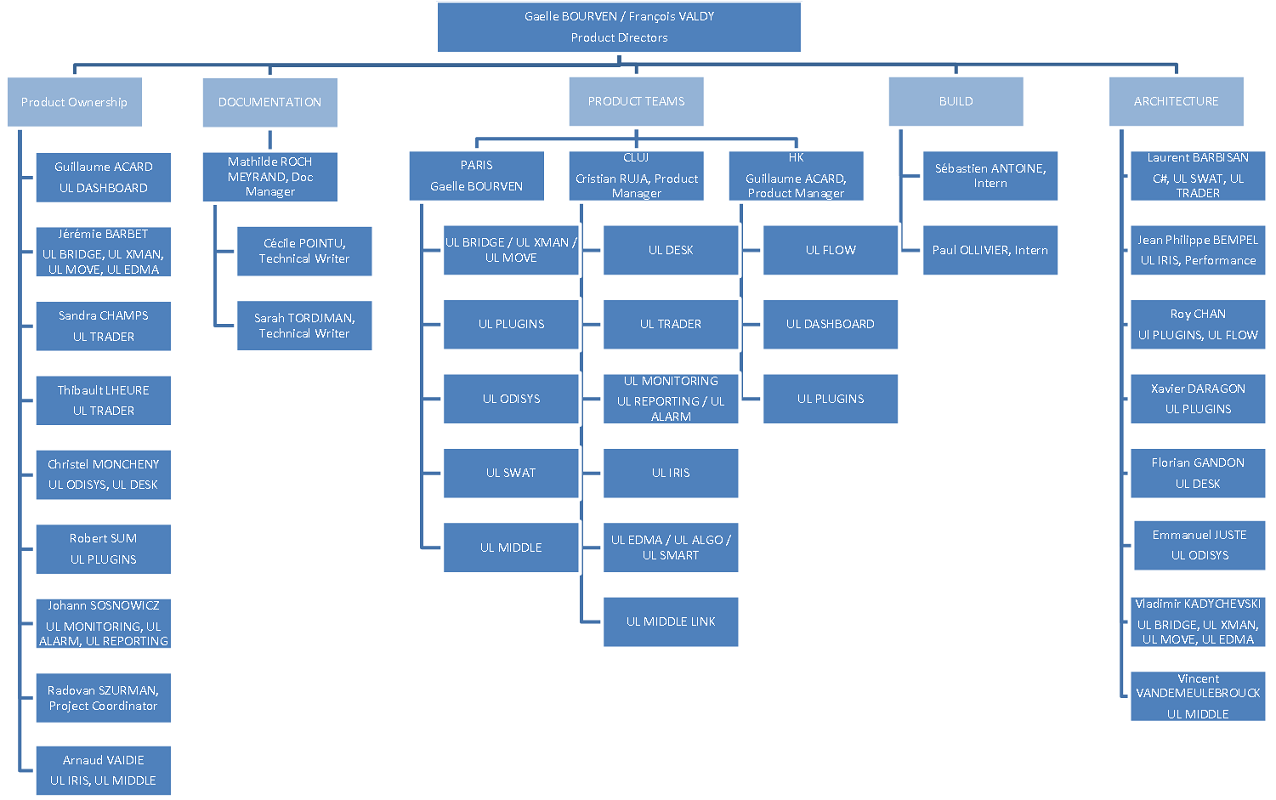 Gaelle BOURVEN / François VALDY
Product Directors
Product Ownership
Guillaume ACARD
UL DASHBOARD
Jérémie BARBET
UL BRIDGE, UL XMAN,
UL MOVE, UL EDMA
Sandra CHAMPS
UL TRADER
Thibault LHEURE
UL TRADER
Christel MONCHENY
UL ODISYS, UL DESK
Robert SUM
UL PLUGINS
Johann SOSNOWICZ
UL MONITORING, UL
ALARM, UL REPORTING
Radovan SZURMAN,
Project Coordinator
Arnaud VAIDIE
UL IRIS, UL MIDDLE
DOCUMENTATION
Mathilde ROCH
MEYRAND, Doc
Manager
Cécile POINTU,
Technical Writer
Sarah TORDJMAN,
Technical Writer
PRODUCT TEAMS
PARIS
Gaelle BOURVEN
UL BRIDGE / UL XMAN /
UL MOVE
UL PLUGINS
UL ODISYS
UL SWAT
UL MIDDLE
CLUJ
Cristian RUJA, Product
Manager
UL DESK
UL TRADER
UL MONITORING
UL REPORTING / UL
ALARM
UL IRIS
UL EDMA / UL ALGO /
UL SMART
UL MIDDLE LINK
HK
Guillaume ACARD,
Product Manager
UL FLOW
UL DASHBOARD
UL PLUGINS
BUILD
Sébastien ANTOINE,
Intern
Paul OLLIVIER, Intern
ARCHITECTURE
Laurent BARBISAN
C#, UL SWAT, UL
TRADER
Jean Philippe BEMPEL
UL IRIS, Performance
Roy CHAN
Ul PLUGINS, UL FLOW
Xavier DARAGON
UL PLUGINS
Florian GANDON
UL DESK
Emmanuel JUSTE
UL ODISYS
Vladimir KADYCHEVSKI
UL BRIDGE, UL XMAN,
UL MOVE, UL EDMA
Vincent
VANDEMEULEBROUCK
UL MIDDLE